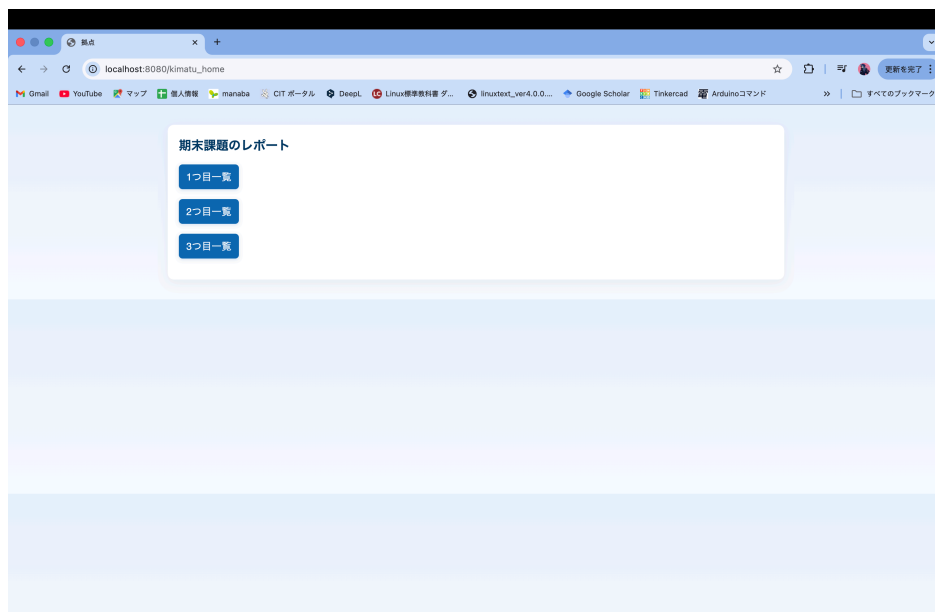 拠点
localhost:8080/kimatu_home
更新を完了
Gmail YouTube マップ 個人情報 manaba CIT ポータル DeepL Linux標準教科書 ダ... linuxtext_ver4.0.0.... Google Scholar Tinkercad Arduinoコマンド すべてのブックマーク
期末課題のレポート
1つ目一覧
2つ目一覧
3つ目一覧